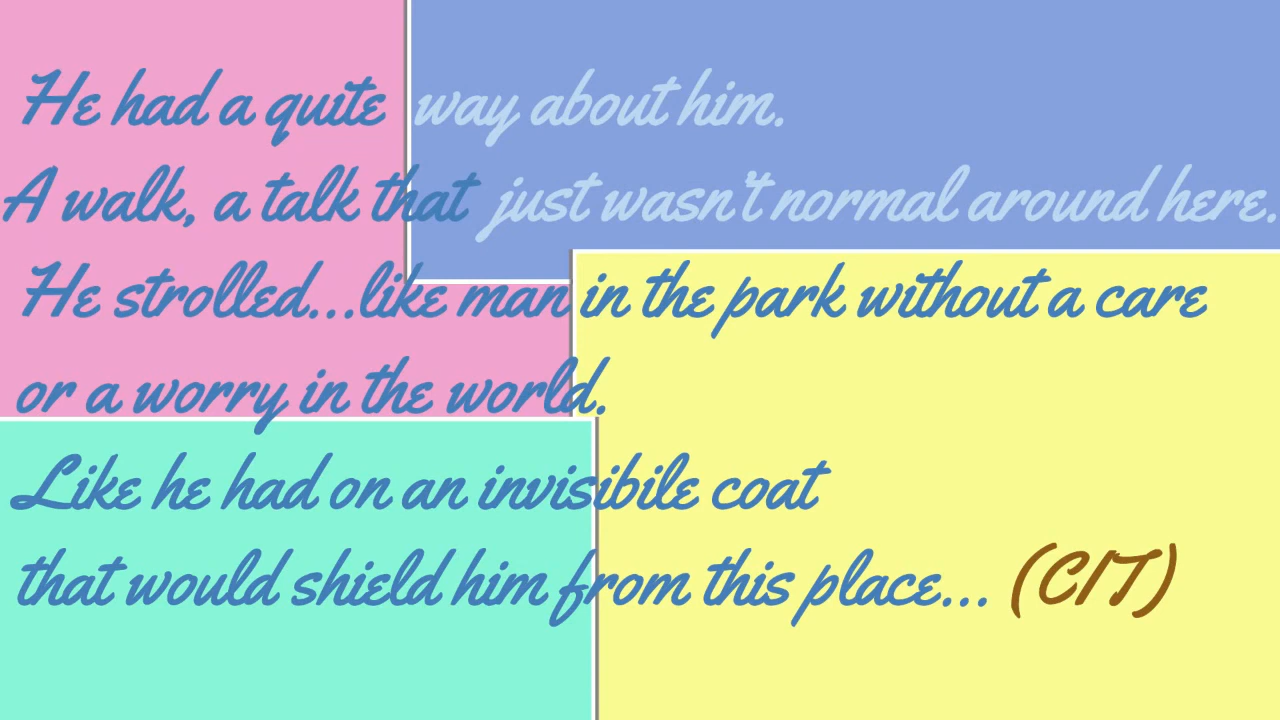 He had a quite way about him.
A walk, a talk that just wasn't normal around here.
He strolled...like man in the park without a care
or a worry in the world.
Like he had on an invisibile coat
that would shield him from this place... (CIT)